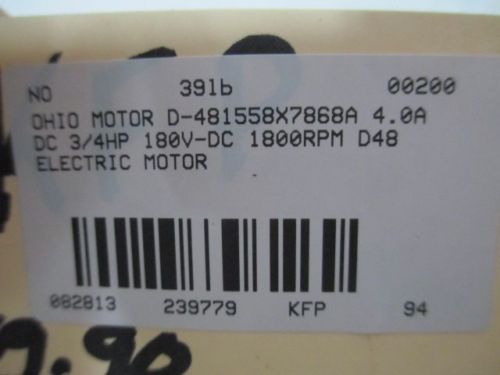 NO 39lb 00200
OHIO MOTOR D-481558X7868A 4.0A
DC 3/4HP 180V-DC 1800RPM D48
ELECTRIC MOTOR
082813 239779 KFP 94